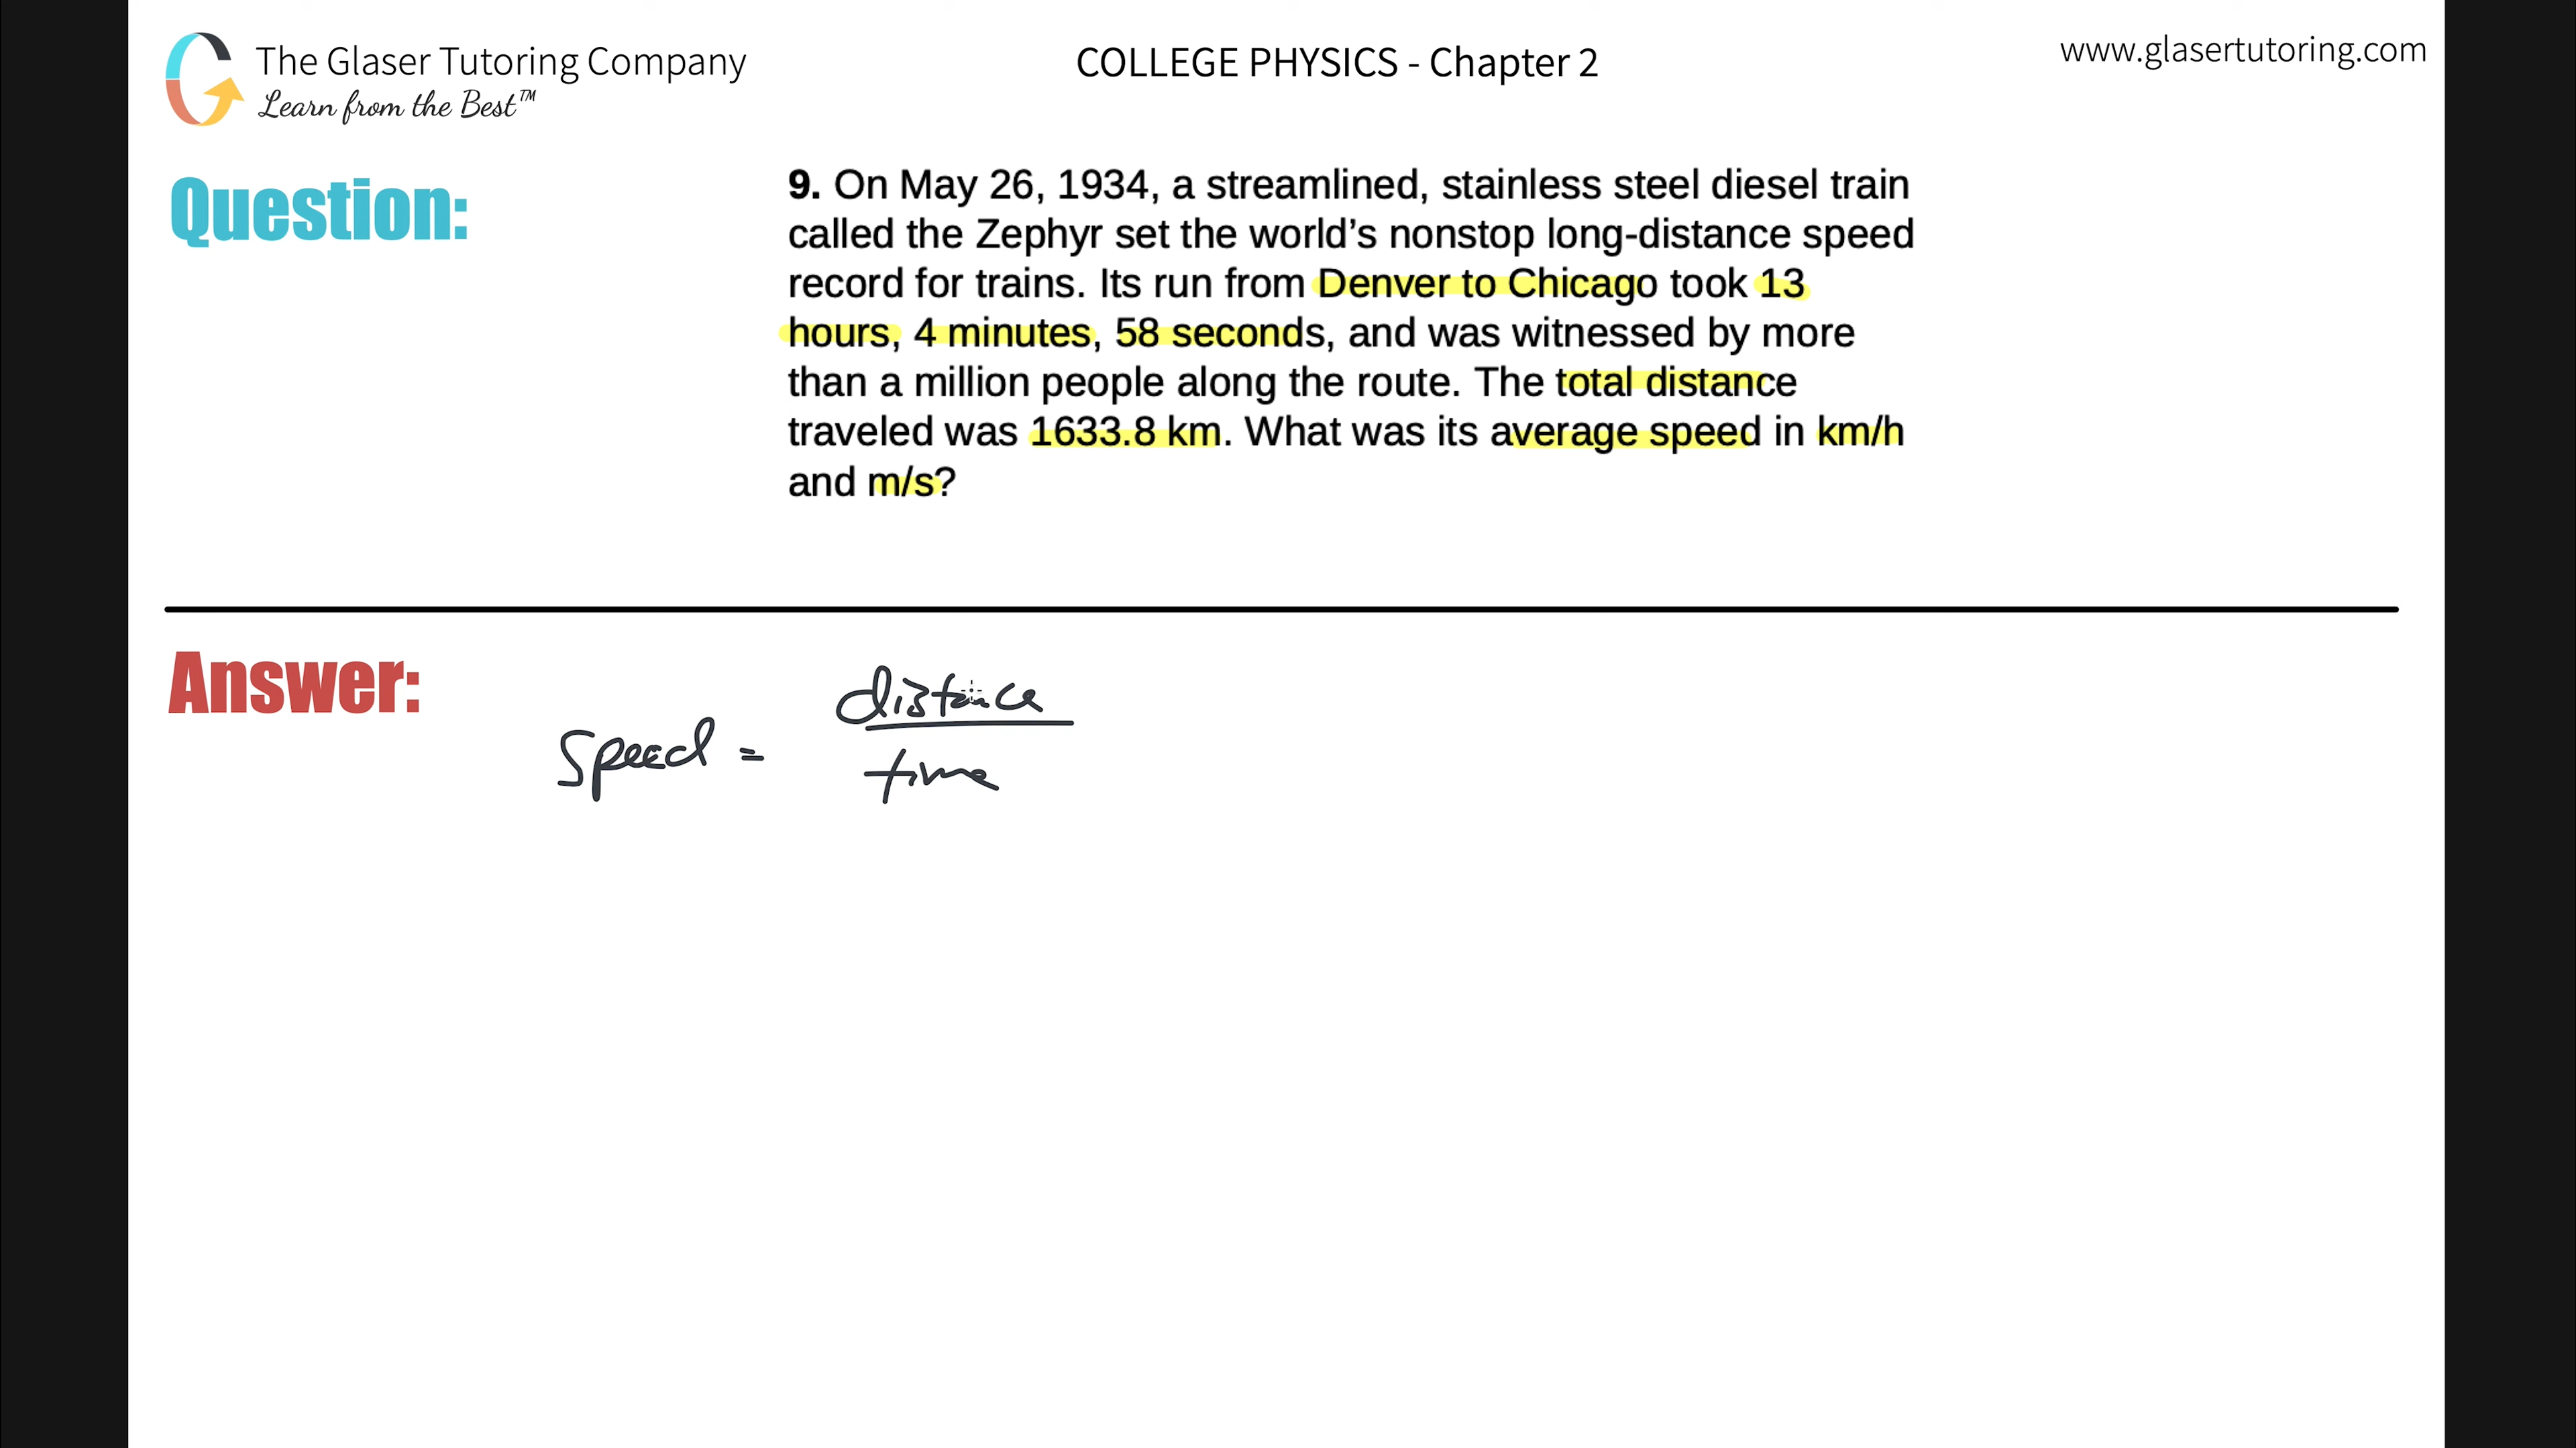 The Glaser Tutoring Company
Learn from the Best™
COLLEGE PHYSICS - Chapter 2
www.glasertutoring.com
Question:
9. On May 26, 1934, a streamlined, stainless steel diesel train
called the Zephyr set the world’s nonstop long-distance speed
record for trains. Its run from Denver to Chicago took 13
hours, 4 minutes, 58 seconds, and was witnessed by more
than a million people along the route. The total distance
traveled was 1633.8 km. What was its average speed in km/h
and m/s?
Answer:
distance
Speed =
time